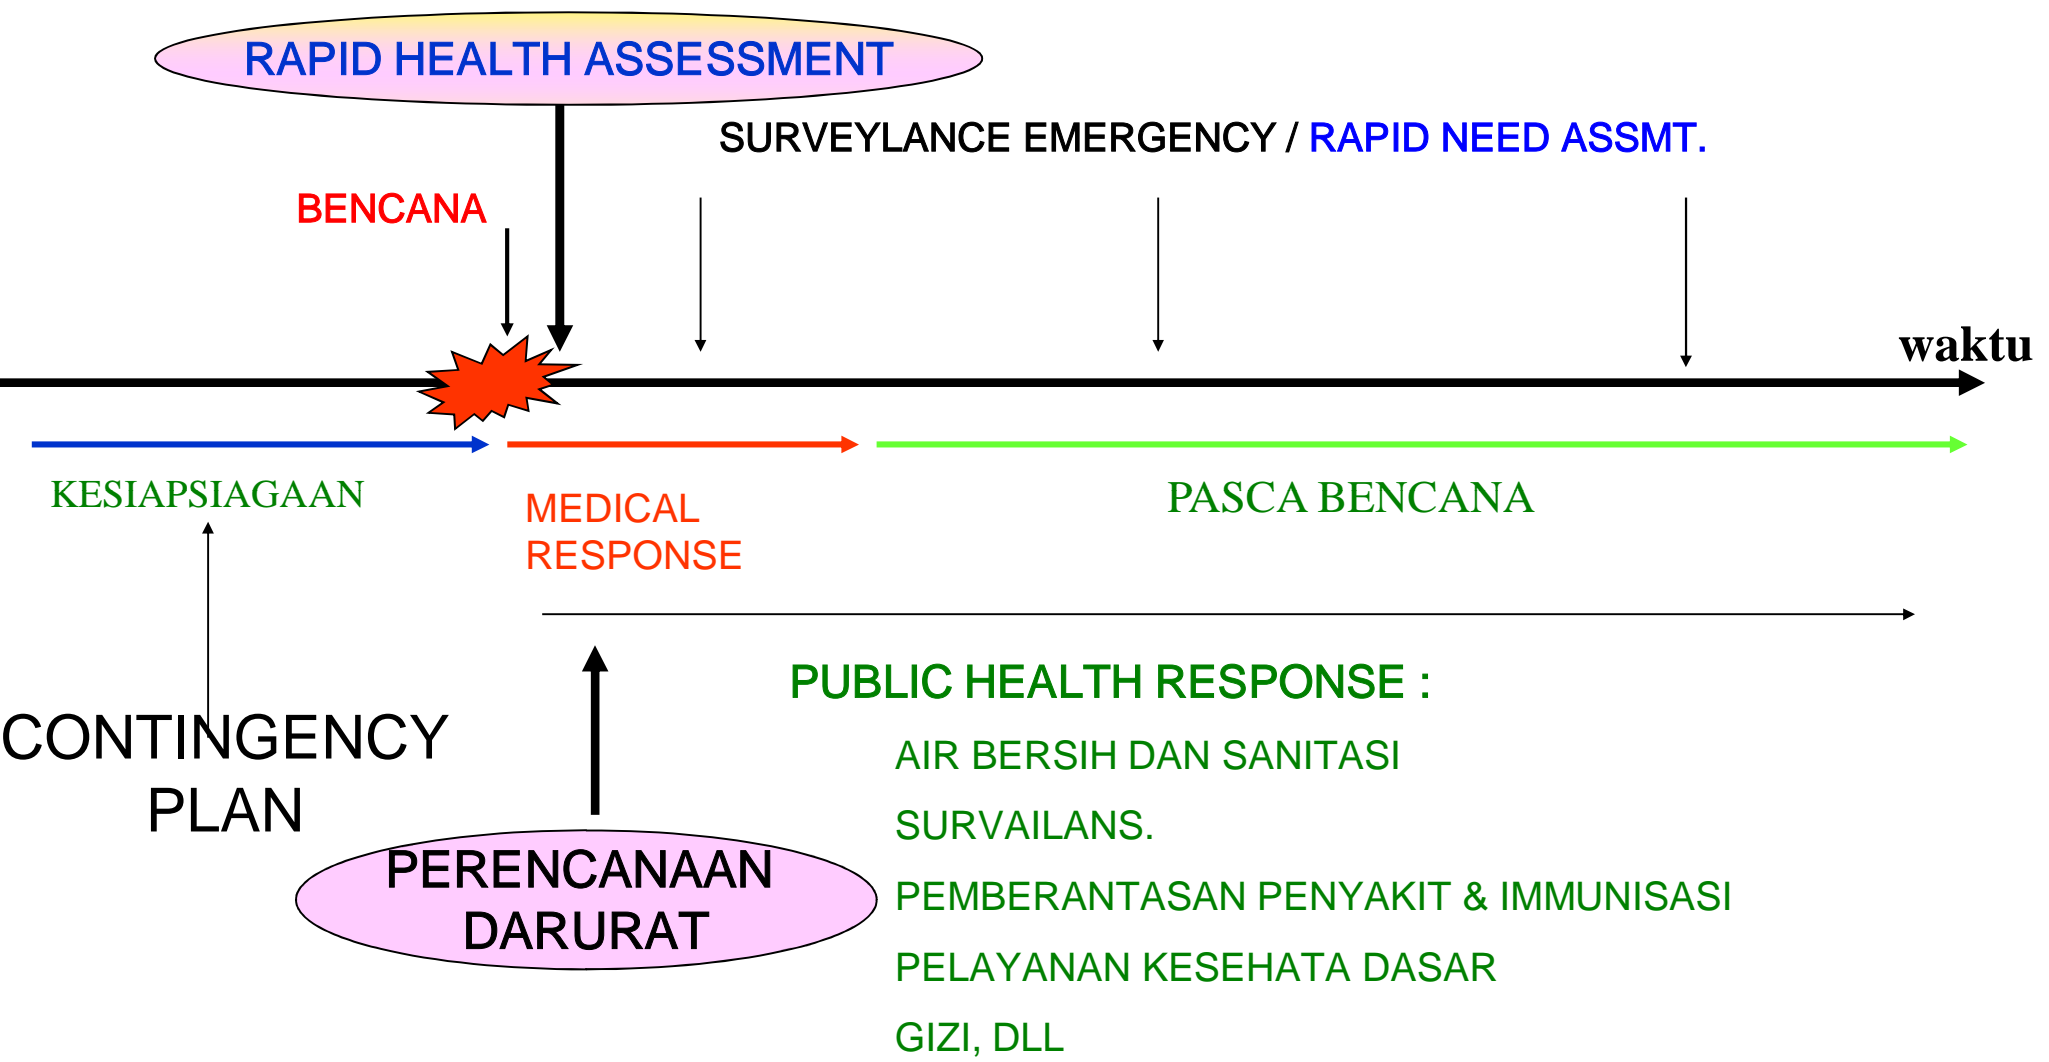 RAPID HEALTH ASSESSMENT
SURVEYLANCE EMERGENCY / RAPID NEED ASSMT.
BENCANA
waktu
KESIAPSIAGAAN
MEDICAL
RESPONSE
PASCA BENCANA
CONTINGENCY
PLAN
PERENCANAAN
DARURAT
PUBLIC HEALTH RESPONSE :
AIR BERSIH DAN SANITASI
SURVAILANS.
PEMBERANTASAN PENYAKIT & IMMUNISASI
PELAYANAN KESEHATA DASAR
GIZI, DLL